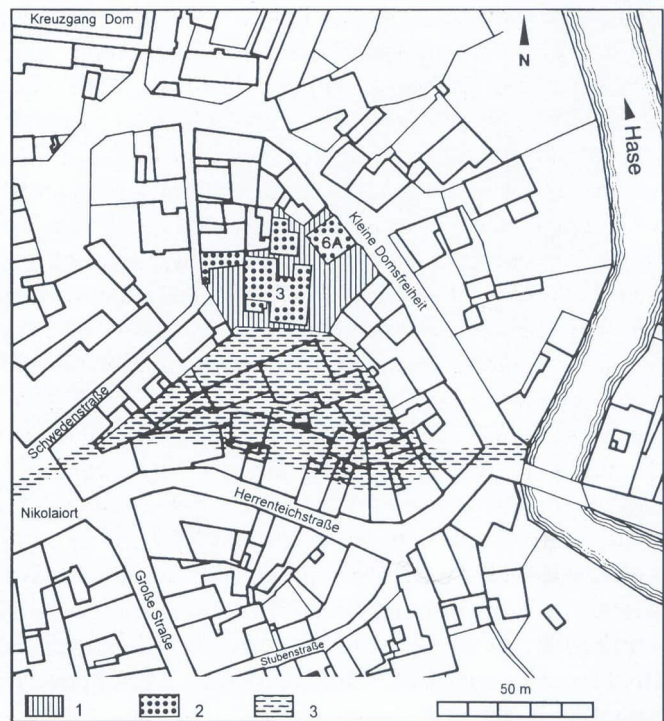 Kreuzgang Dom
N
Hase
Kleine Domsfreiheit
6A
3
Schwedenstraße
Nikolaiort
Herrenteichstraße
Große Straße
Stubenstraße
1
2
3
50 m